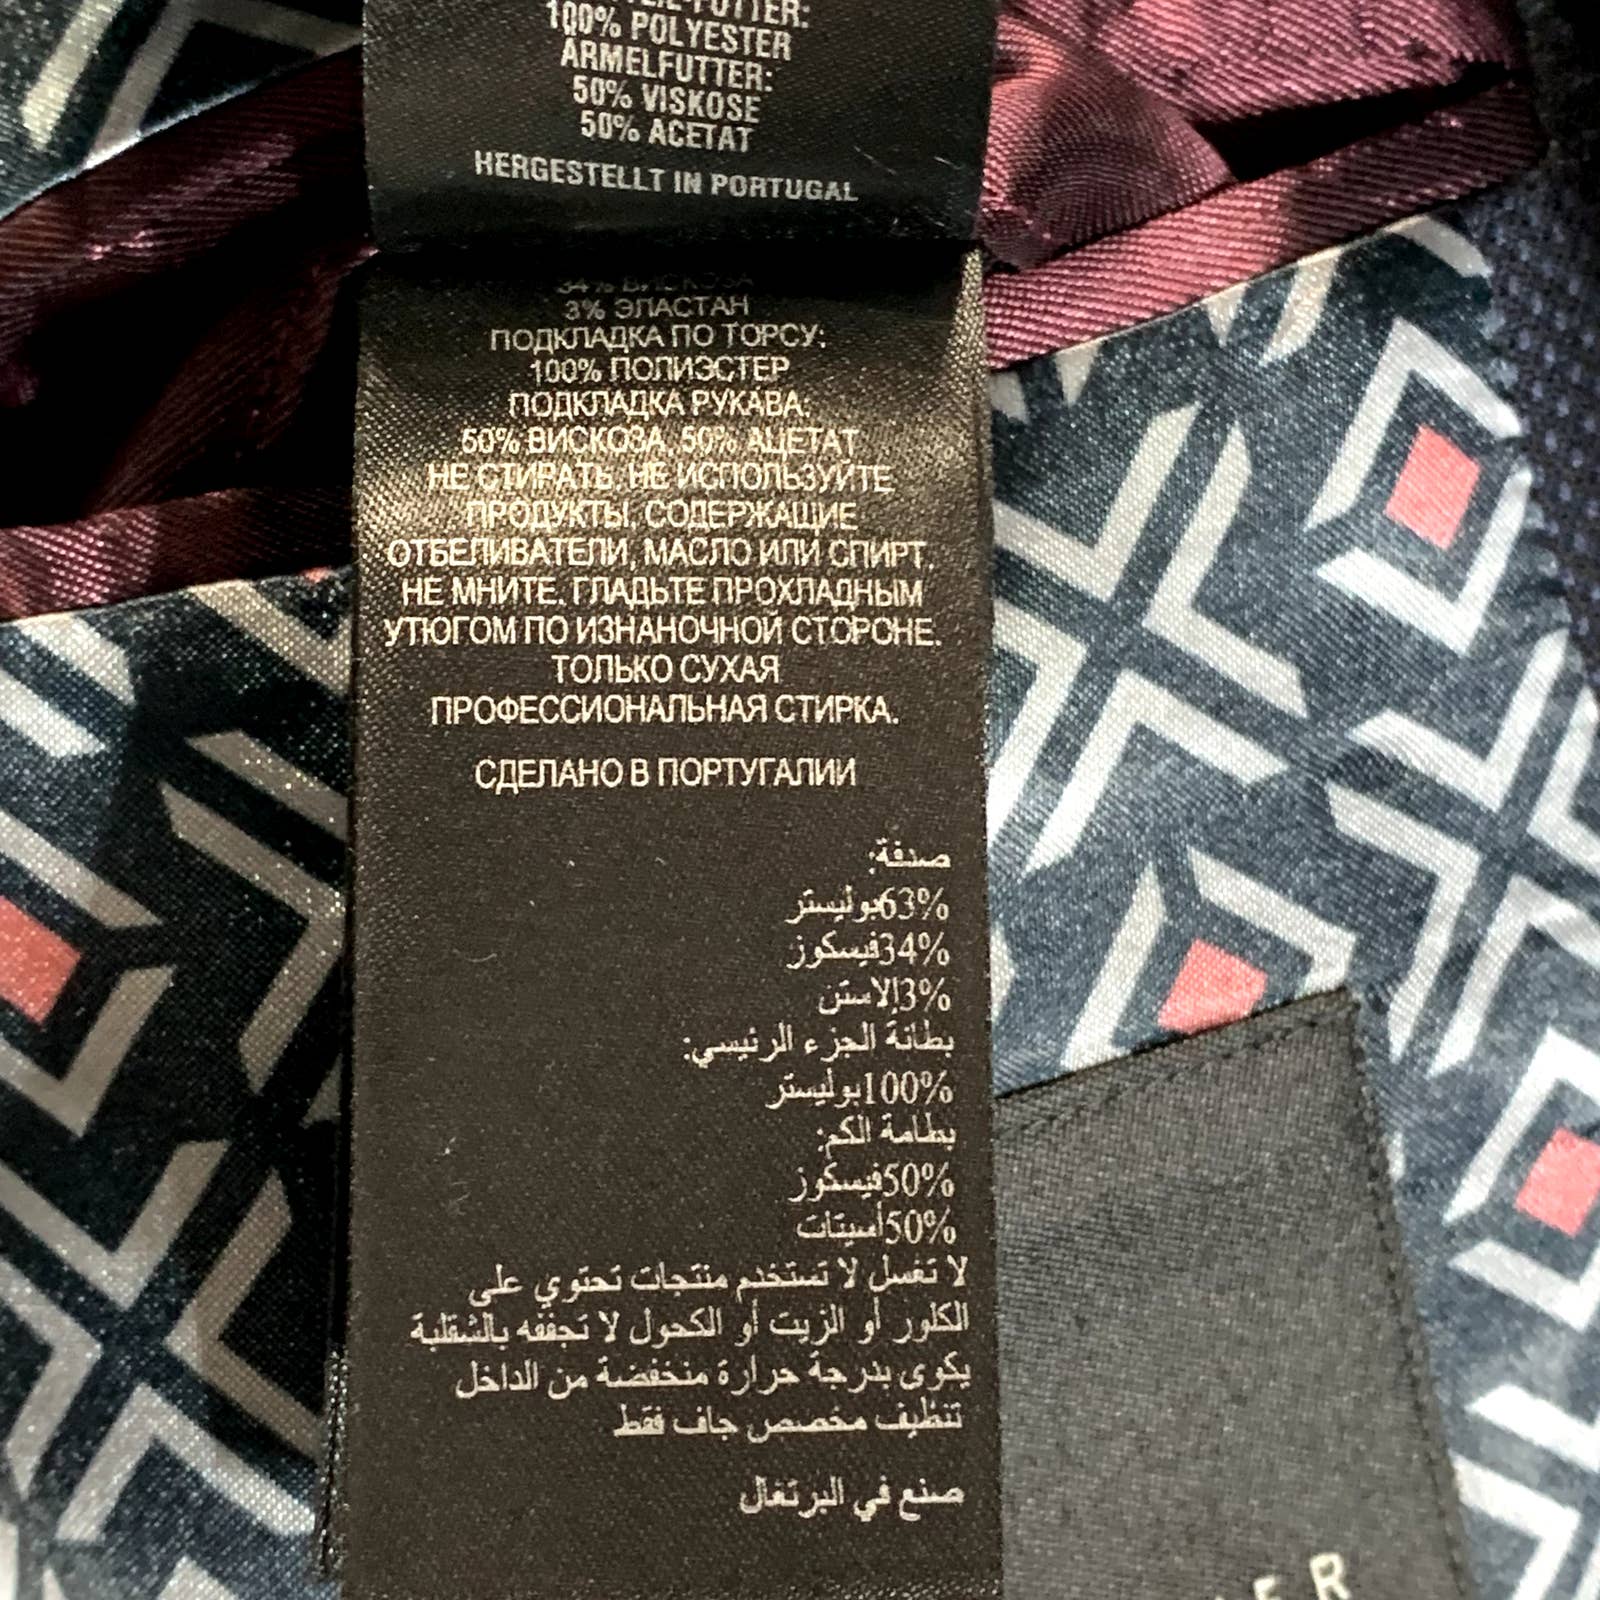 100% POLYESTER
ÄRMELFUTTER:
50% VISKOSE
50% ACETAT
HERGESTELLT IN PORTUGAL
34% ВИСКОЗА
3% ЭЛАСТАН
ПОДКЛАДКА ПО ТОРСУ:
100% ПОЛИЭСТЕР
ПОДКЛАДКА РУКАВА:
50% ВИСКОЗА, 50% АЦЕТАТ
НЕ СТИРАТЬ. НЕ ИСПОЛЬЗУЙТЕ
ПРОДУКТЫ, СОДЕРЖАЩИЕ
ОТБЕЛИВАТЕЛИ, МАСЛО ИЛИ СПИРТ.
НЕ МНИТЕ. ГЛАДЬТЕ ПРОХЛАДНЫМ
УТЮГОМ ПО ИЗНАНОЧНОЙ СТОРОНЕ.
ТОЛЬКО СУХАЯ
ПРОФЕССИОНАЛЬНАЯ СТИРКА.
СДЕЛАНО В ПОРТУГАЛИИ
صدفة:
63%بوليستر
34%فيسكوز
3%إلاستن
بطانة الجزء الرئيسي:
100%بوليستر
بطامة الكم:
50%فيسكوز
50%أسيتات
لا تغسل لا تستخدم منتجات تحتوي على
الكلور أو الزيت أو الكحول لا تجففه بالشقلبة
يكوى بدرجة حرارة منخفضة من الداخل
تنظيف مخصص جاف فقط
صنع في البرتغال